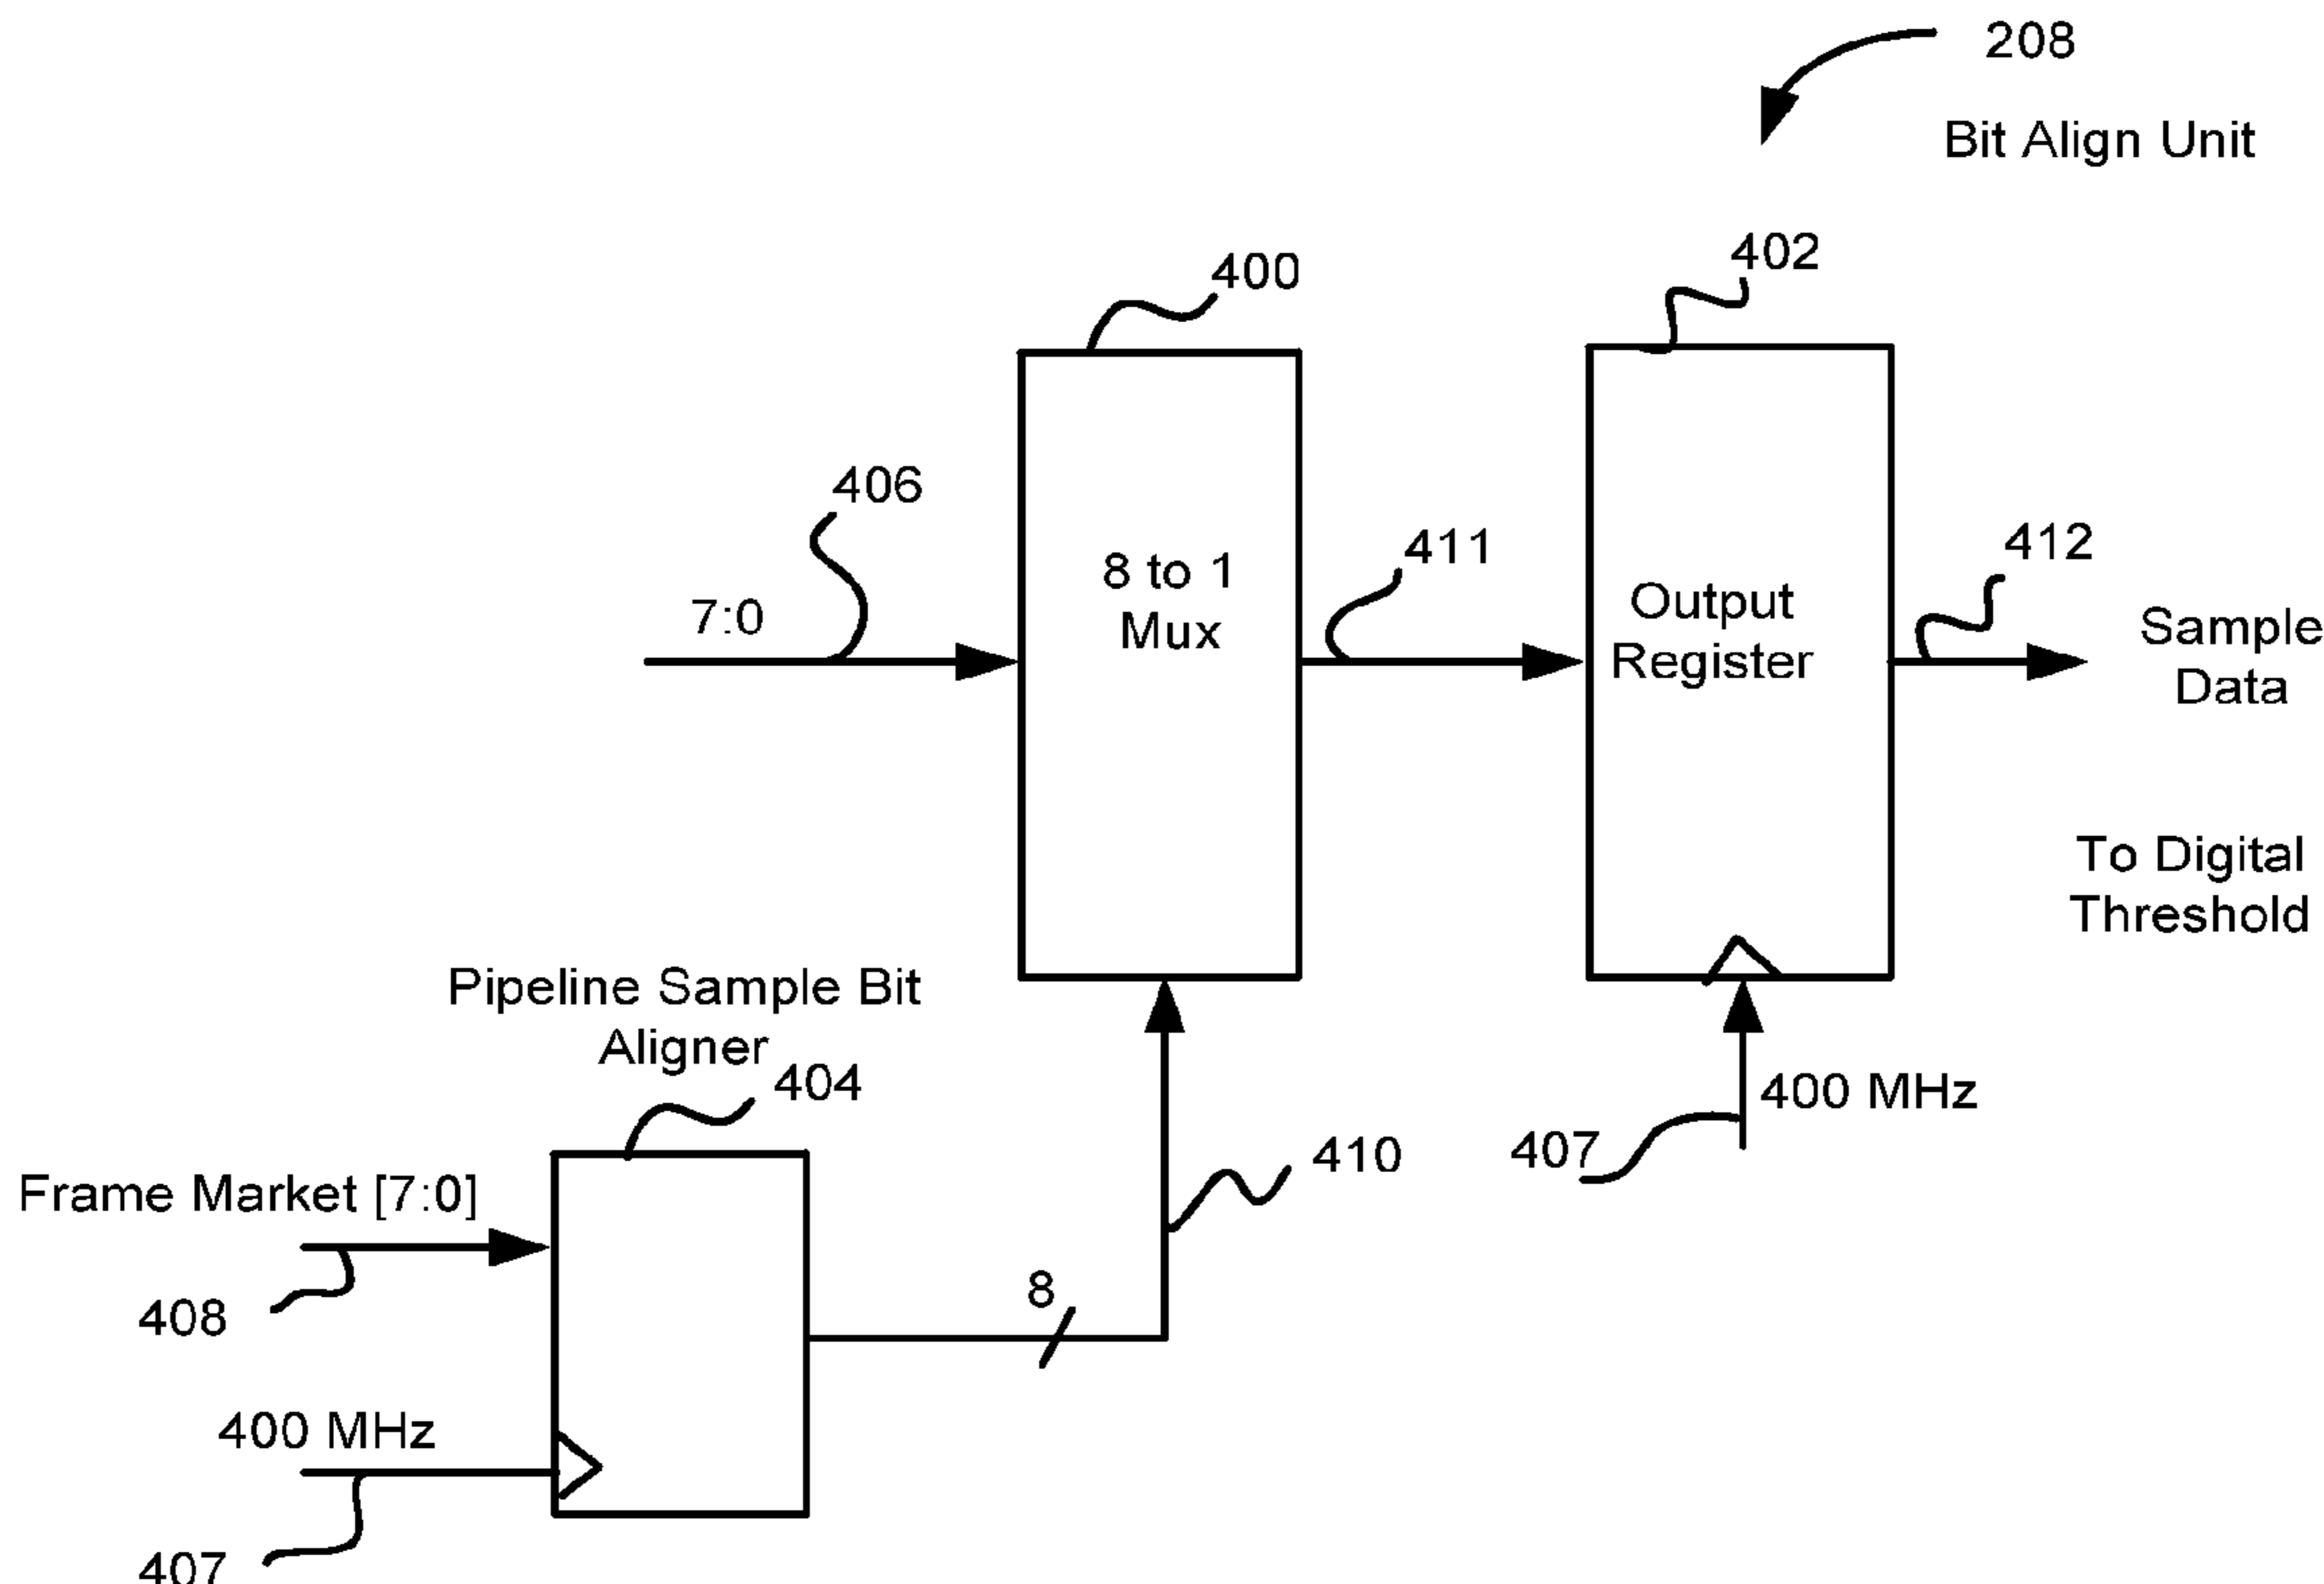 208
Bit Align Unit
402
400
406
411
412
7:0
8 to 1
Mux
Output
Register
Sample
Data
To Digital
Threshold
Pipeline Sample Bit
Aligner
404
400 MHz
407
410
Frame Market [7:0]
408
8
400 MHz
407